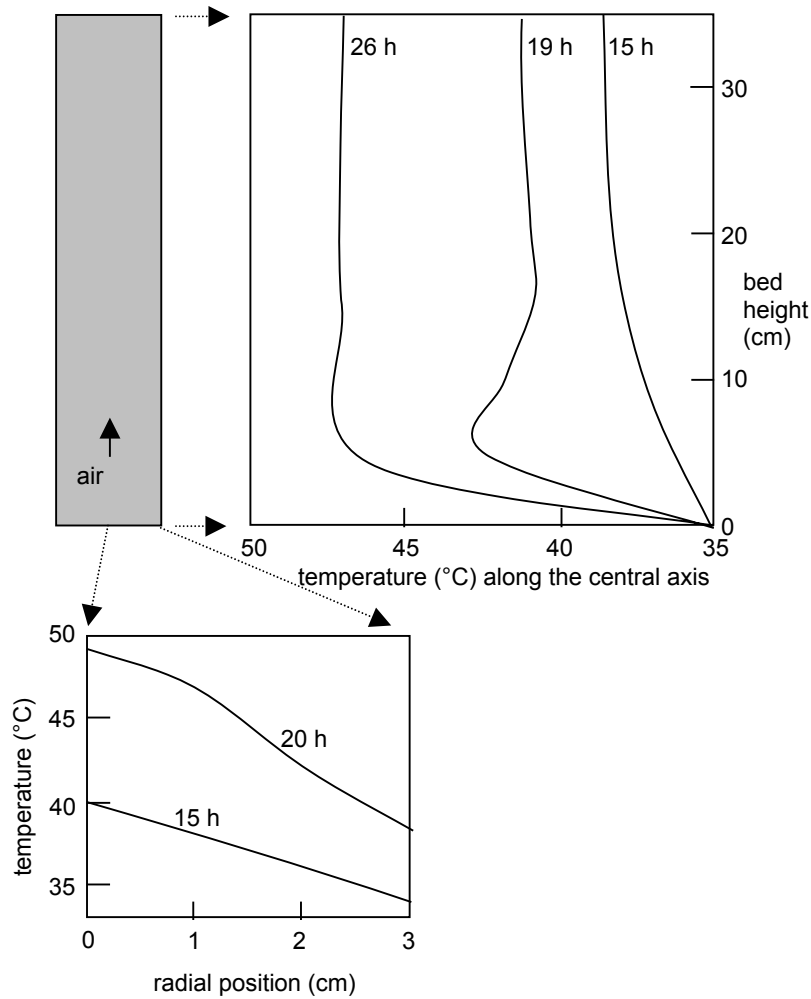 26 h
19 h
15 h
30
20
bed
height
(cm)
10
air
0
50
45
40
35
temperature (°C) along the central axis
50
45
40
35
temperature (°C)
20 h
15 h
0
1
2
3
radial position (cm)